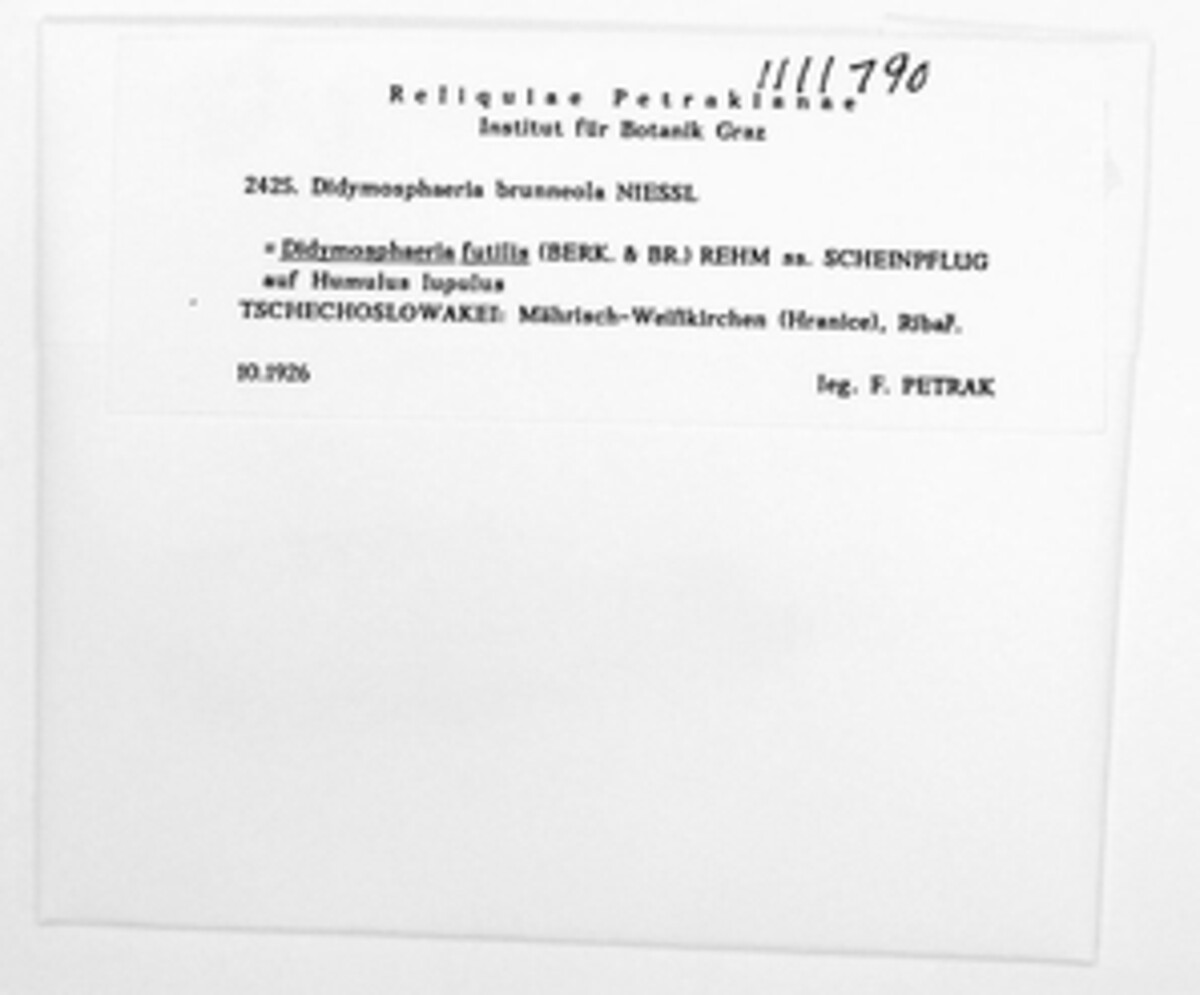 1111790
Reliquiae Petrakianae
Institut für Botanik Graz
2425. Didymosphaeria brunneola NIESSL
= Didymosphaeria futilis (BERK. & BR.) REHM ss. SCHEINPFLUG
auf Humulus lupulus
TSCHECHOSLOWAKEI: Mährisch-Weißkirchen (Hranice), Ribař.
10.1926
leg. F. PETRAK